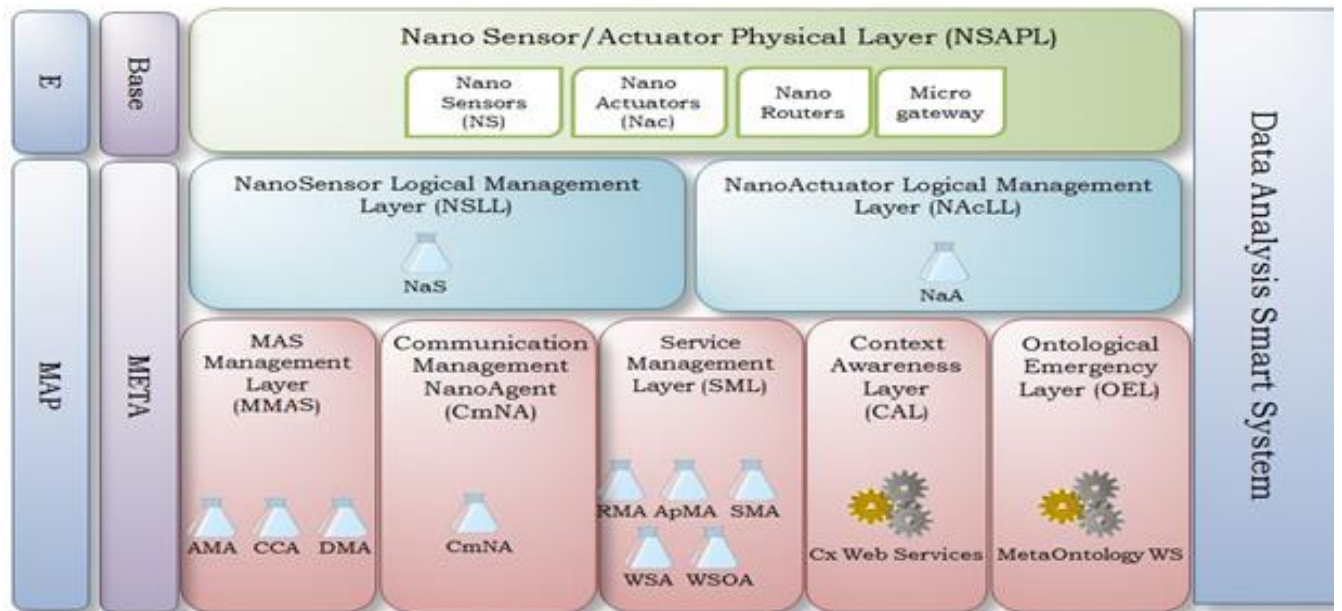 E
Base
Nano Sensor/Actuator Physical Layer (NSAPL)
Nano
Sensors
(NS)
Nano
Actuators
(Nac)
Nano
Routers
Micro
gateway
MAP
META
NanoSensor Logical Management
Layer (NSLL)
NaS
NanoActuator Logical Management
Layer (NAcLL)
NaA
MAS
Management
Layer
(MMAS)
AMA CCA DMA
Communication
Management
NanoAgent
(CmNA)
CmNA
Service
Management
Layer (SML)
RMA ApMA SMA
WSA WSOA
Context
Awareness
Layer
(CAL)
Cx Web Services
Ontological
Emergency
Layer (OEL)
MetaOntology WS
Data Analysis Smart System